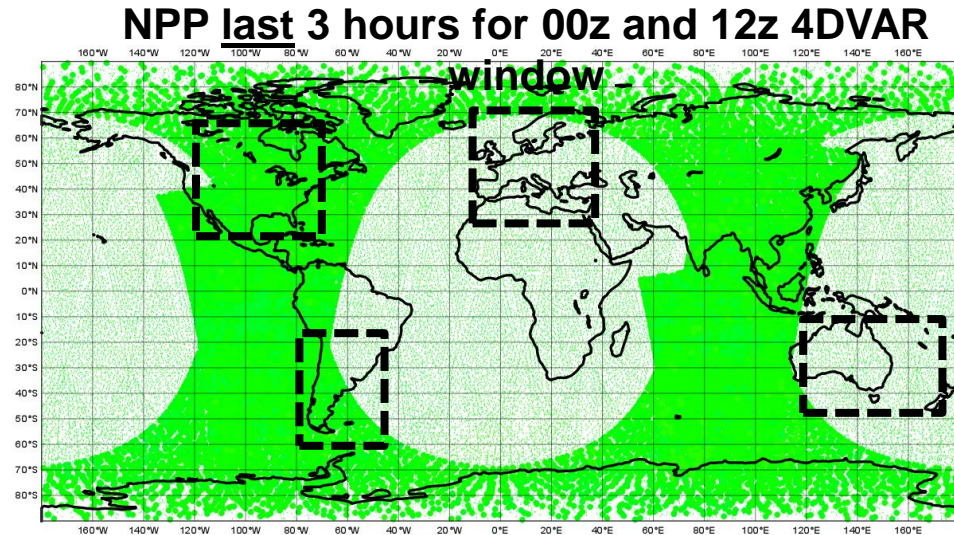 NPP last 3 hours for 00z and 12z 4DVAR
window
160°W 140°W 120°W 100°W 80°W 60°W 40°W 20°W 0°E 20°E 40°E 60°E 80°E 100°E 120°E 140°E 160°E
80°N
70°N
60°N
50°N
40°N
30°N
20°N
10°N
0°N
10°S
20°S
30°S
40°S
50°S
60°S
70°S
80°S
160°W 140°W 120°W 100°W 80°W 60°W 40°W 20°W 0°E 20°E 40°E 60°E 80°E 100°E 120°E 140°E 160°E